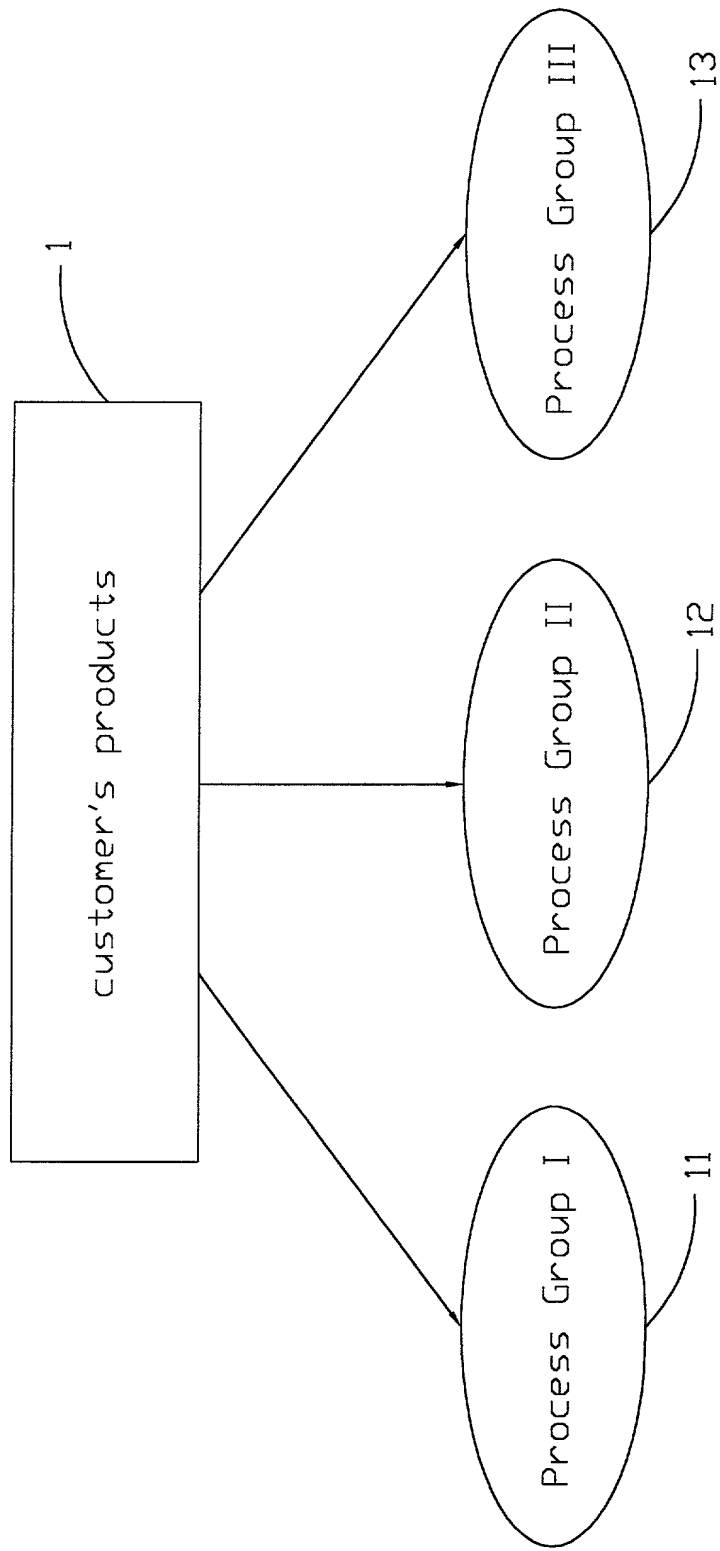 1
customer's products
Process Group I
Process Group II
Process Group III
11
12
13